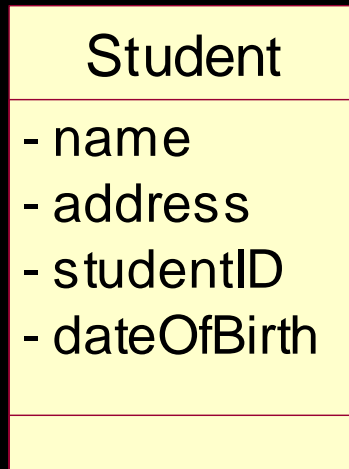 Student
- name
- address
- studentID
- dateOfBirth